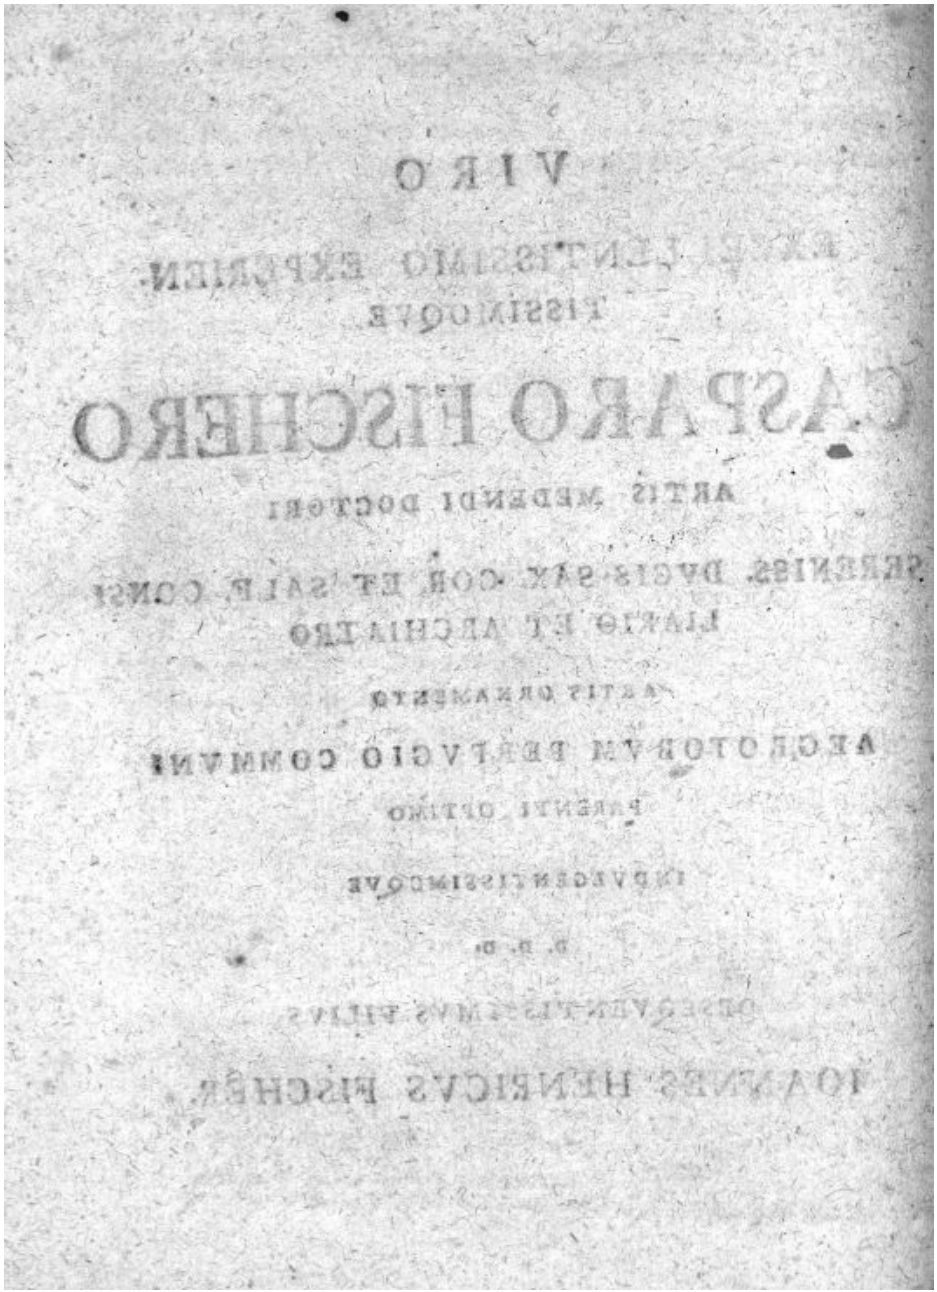 VIRO
EXCELLENTISSIMO EXPERIEN-
TISSIMOQVE
CASPARO FISCHERO
ARTIS MEDENDI DOCTORI
SERENISS. DVCIS SAX. COB. ET SALF. CONSI
LIARIO ET ARCHIATRO
ARTIS ORNAMENTO
AEGROTORVM PERFVGIO COMMVNI
PARENTI OPTIMO
INDVLGENTISSIMOQVE
D. D. D.
OBSEQVENTISSIMVS FILIVS
IOANNES HENRICVS FISCHER.